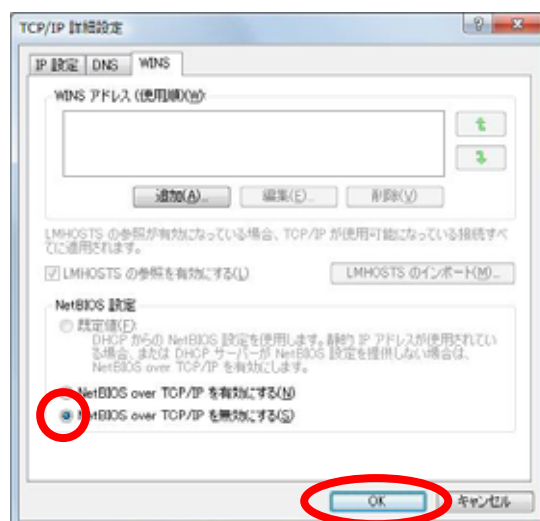 TCP/IP 詳細設定
IP 設定 DNS WINS
WINS アドレス (使用順)(W):
追加(A)... 編集(E)... 削除(V)
LMHOSTS の参照が有効になっている場合、TCP/IP が使用可能になっている接続すべ
てに適用されます。
LMHOSTS の参照を有効にする(L) LMHOSTS のインポート(M)...
NetBIOS 設定
既定値(F):
DHCP からの NetBIOS 設定を使用します。静的 IP アドレスが使用されてい
る場合、または DHCP サーバーが NetBIOS 設定を提供しない場合は、
NetBIOS over TCP/IP を有効にします。
NetBIOS over TCP/IP を有効にする(N)
NetBIOS over TCP/IP を無効にする(S)
OK キャンセル